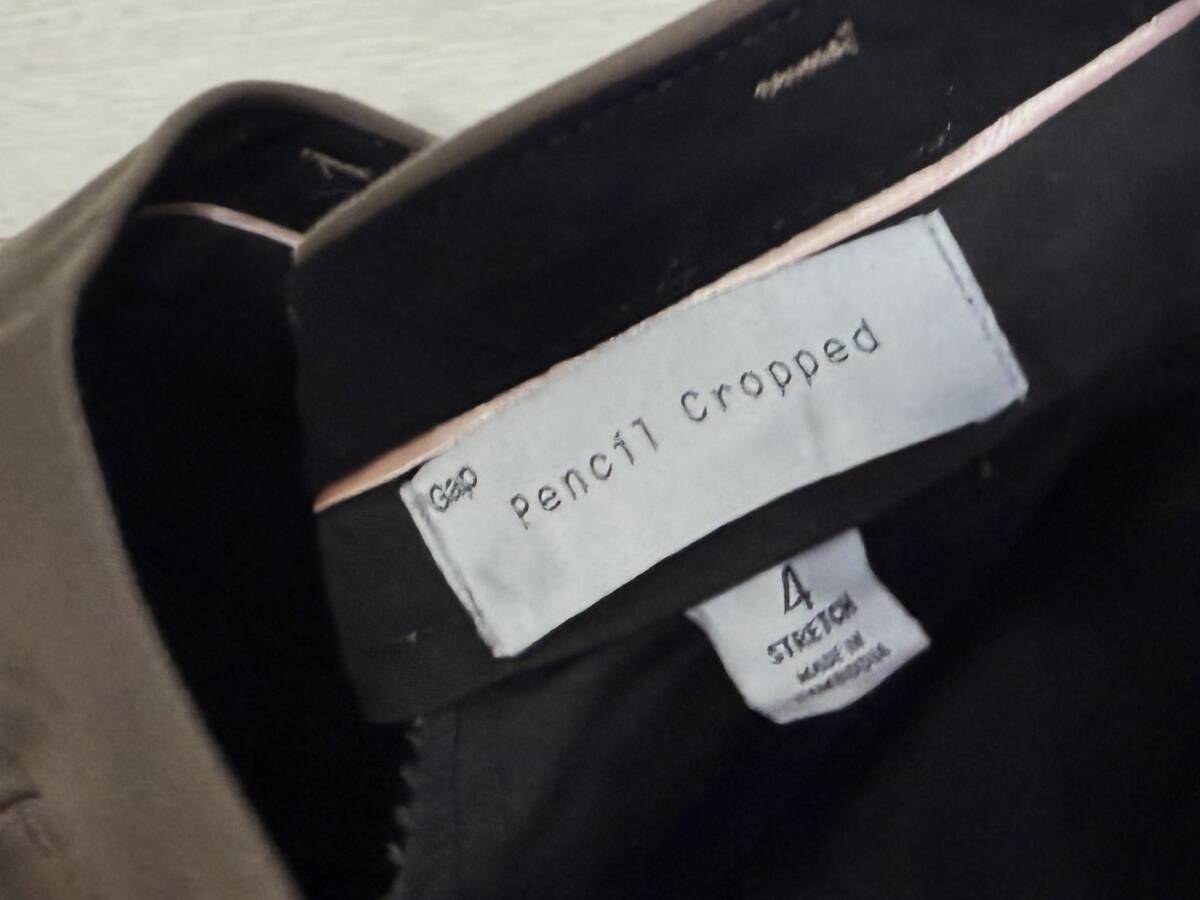 Gap
Pencil Cropped
4
STRETCH
MADE IN
CAMBODIA